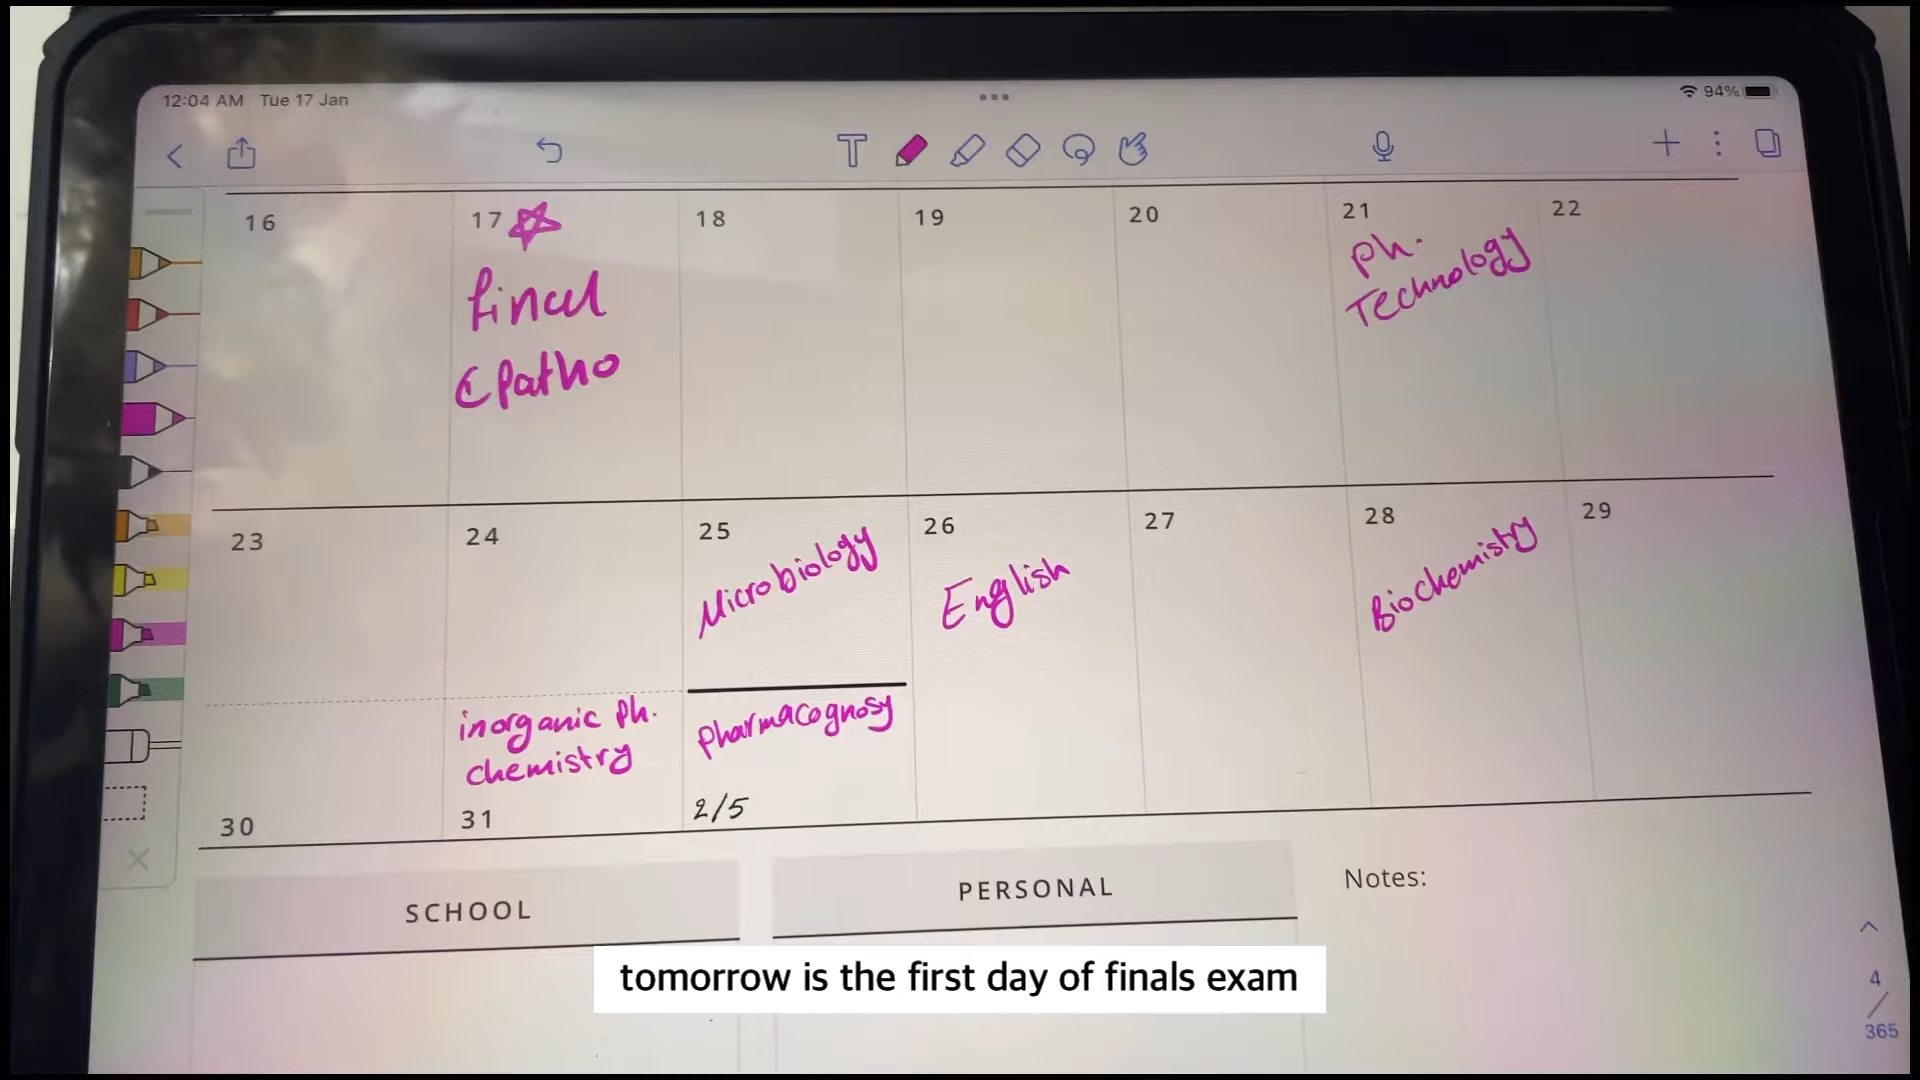 12:04 AM Tue 17 Jan
94%
16
17
18
19
20
21
22
final
patho
Ph.
Technology
23
24
25
26
27
28
29
Microbiology
English
Biochemistry
inorganic ph.
chemistry
pharmacognosy
30
31
2/5
SCHOOL
PERSONAL
Notes:
4
/
365
tomorrow is the first day of finals exam